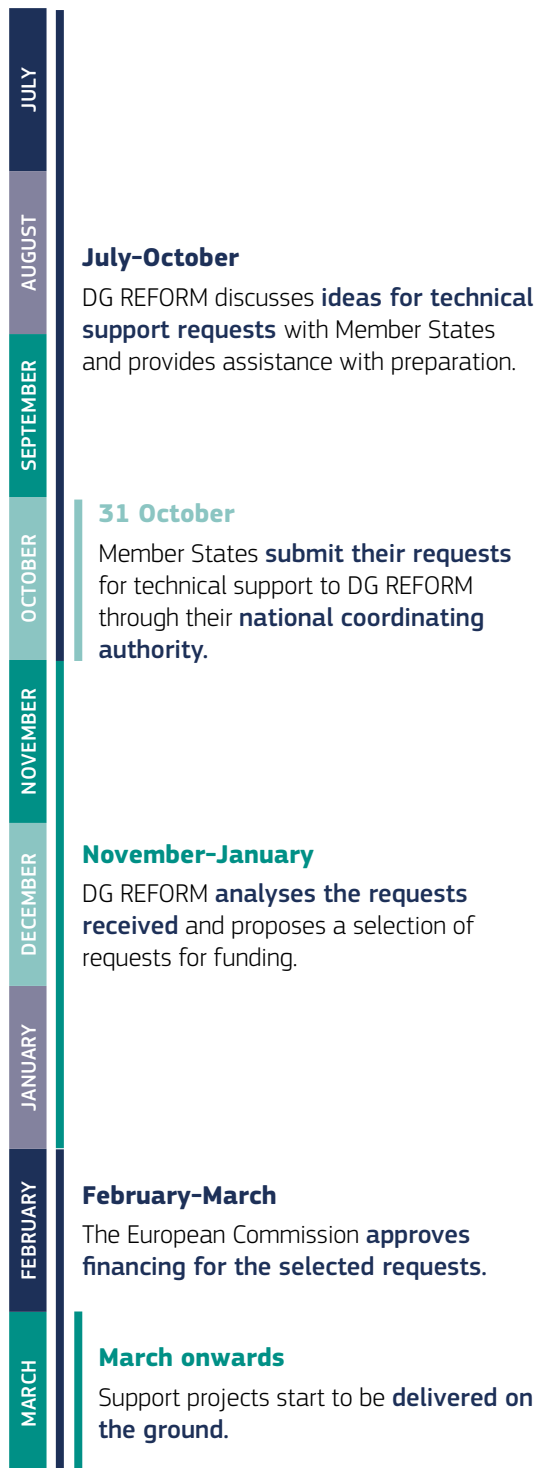 JULY
AUGUST
SEPTEMBER
OCTOBER
NOVEMBER
DECEMBER
JANUARY
FEBRUARY
MARCH
July-October
DG REFORM discusses ideas for technical
support requests with Member States
and provides assistance with preparation.
31 October
Member States submit their requests
for technical support to DG REFORM
through their national coordinating
authority.
November-January
DG REFORM analyses the requests
received and proposes a selection of
requests for funding.
February-March
The European Commission approves
financing for the selected requests.
March onwards
Support projects start to be delivered on
the ground.